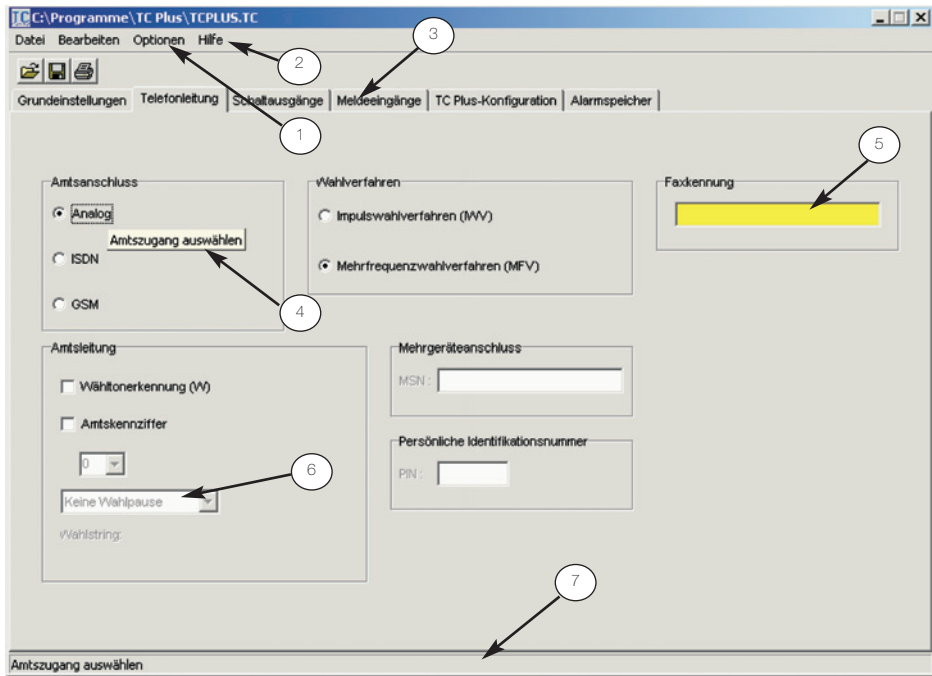 TC C:\Programme\TC Plus\TCPLUS.TC
Datei Bearbeiten Optionen Hilfe
3
2
Grundeinstellungen Telefonleitung Schaltausgänge Meldeeingänge TC Plus-Konfiguration Alarmspeicher
1
5
Amtsanschluss
Analog
Amtszugang auswählen
ISDN
GSM
4
Wahlverfahren
Impulswahlverfahren (IWV)
Mehrfrequenzwahlverfahren (MFV)
Faxkennung
Amtsleitung
Wähltonerkennung (W)
Amtskennziffer
0
Keine Wahlpause
6
Wahlstring:
Mehrgeräteanschluss
MSN :
Persönliche Identifikationsnummer
PIN :
7
Amtszugang auswählen